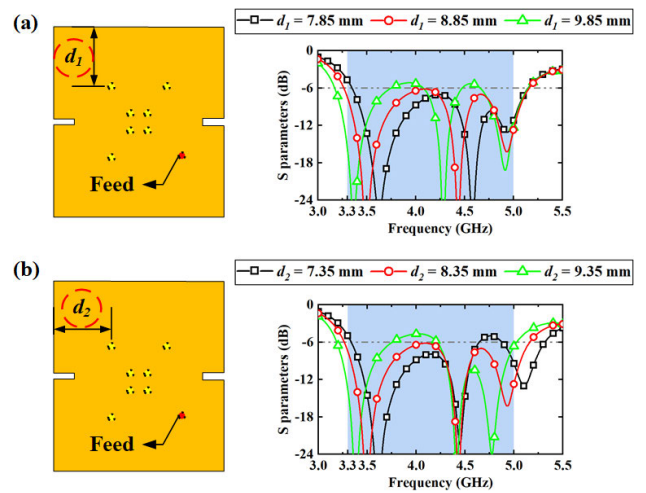 (a)
d₁
Feed
d₁ = 7.85 mm d₁ = 8.85 mm d₁ = 9.85 mm
0
-6
-12
-18
-24
S parameters (dB)
3.0 3.3 3.5 4.0 4.5 5.0 5.5
Frequency (GHz)
(b)
d₂
Feed
d₂ = 7.35 mm d₂ = 8.35 mm d₂ = 9.35 mm
0
-6
-12
-18
-24
S parameters (dB)
3.0 3.3 3.5 4.0 4.5 5.0 5.5
Frequency (GHz)